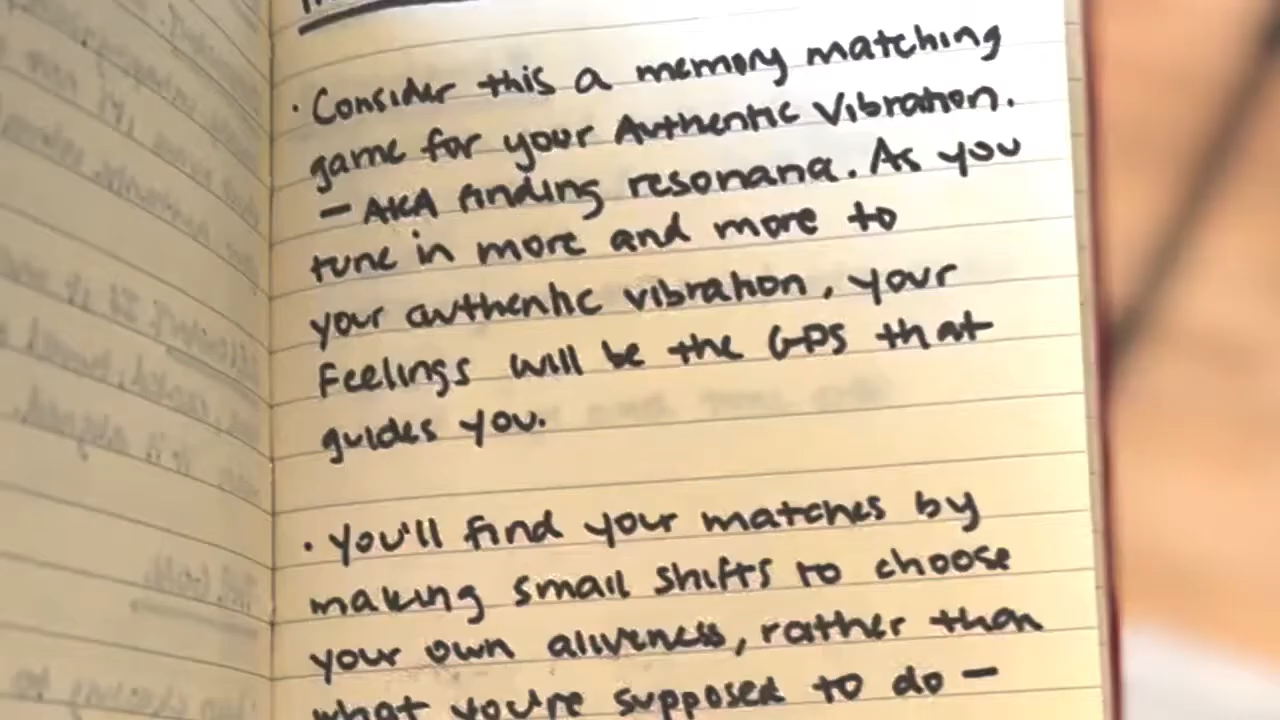 · Consider this a memory matching
game for your Authentic Vibration.
— AKA finding resonance. As you
tune in more and more to
your authentic vibration, your
Feelings will be the GPS that
guides you.
· You'll find your matches by
making small shifts to choose
your own aliveness, rather than
what you're supposed to do —